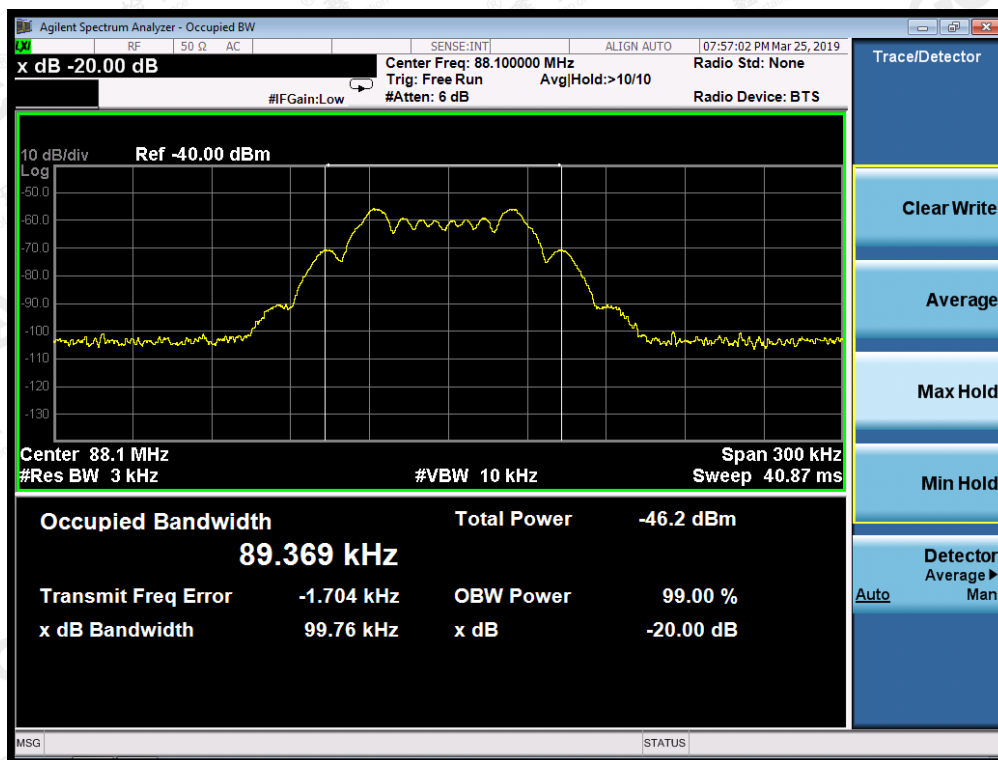 Agilent Spectrum Analyzer - Occupied BW
LXI RF 50 Ω AC SENSE:INT ALIGN AUTO 07:57:02 PM Mar 25, 2019
x dB -20.00 dB
Center Freq: 88.100000 MHz Radio Std: None
Trig: Free Run Avg|Hold:>10/10
#IFGain:Low #Atten: 6 dB Radio Device: BTS
10 dB/div Ref -40.00 dBm
Log
-50.0
-60.0
-70.0
-80.0
-90.0
-100
-110
-120
-130
Center 88.1 MHz Span 300 kHz
#Res BW 3 kHz #VBW 10 kHz Sweep 40.87 ms
Occupied Bandwidth Total Power -46.2 dBm
89.369 kHz
Transmit Freq Error -1.704 kHz OBW Power 99.00 %
x dB Bandwidth 99.76 kHz x dB -20.00 dB
MSG STATUS
Trace/Detector
Clear Write
Average
Max Hold
Min Hold
Detector
Average▶
Auto Man